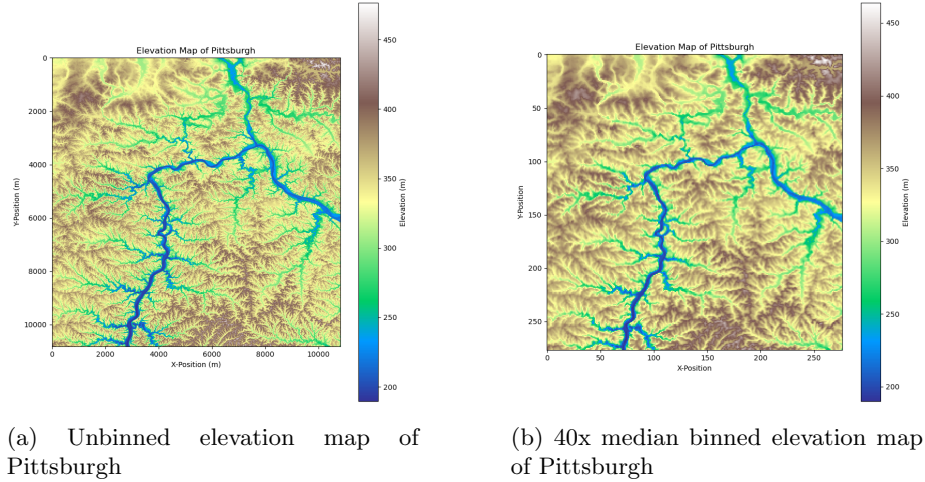 Elevation Map of Pittsburgh
0
2000
4000
6000
8000
10000
Y-Position (m)
0 2000 4000 6000 8000 10000
X-Position (m)
450
400
350
300
250
200
Elevation (m)
(a) Unbinned elevation map of
Pittsburgh
Elevation Map of Pittsburgh
0
50
100
150
200
250
Y-Position
0 50 100 150 200 250
X-Position
450
400
350
300
250
200
Elevation (m)
(b) 40x median binned elevation map
of Pittsburgh